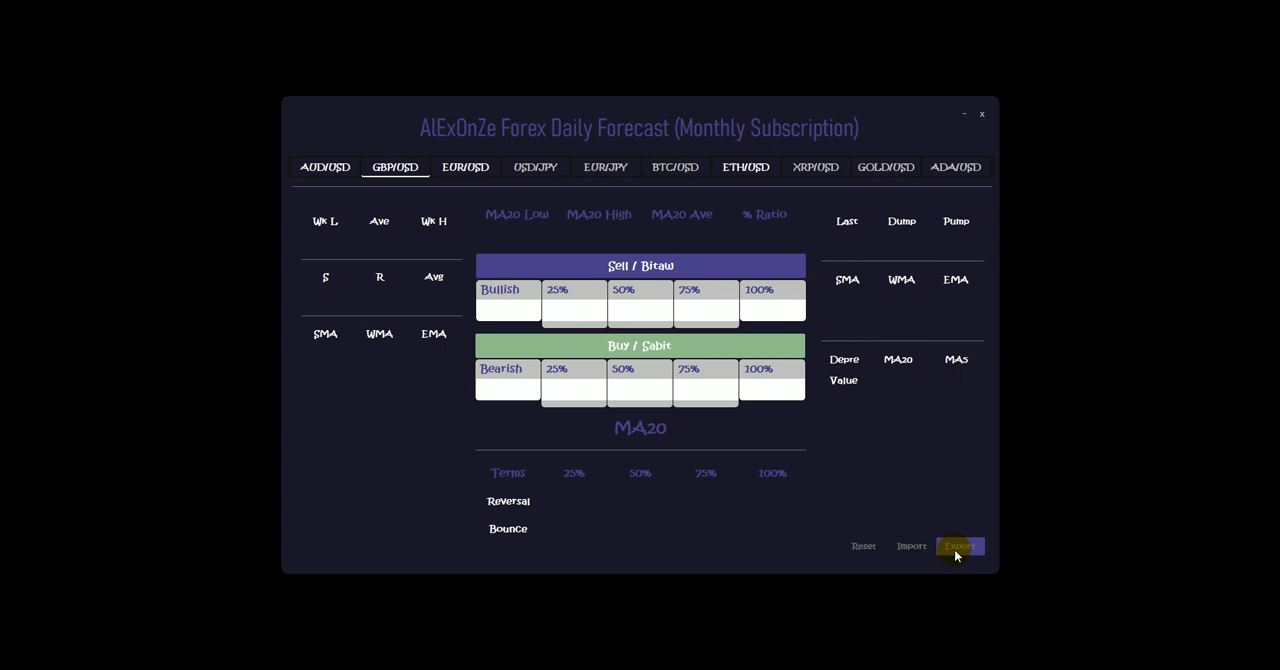 - x
AlExOnZe Forex Daily Forecast (Monthly Subscription)
AUD/USD GBP/USD EUR/USD USD/JPY EUR/JPY BTC/USD ETH/USD XRP/USD GOLD/USD ADA/USD
Wk L Ave Wk H
S R Avg
SMA WMA EMA
MA20 Low MA20 High MA20 Ave % Ratio
Sell / Bitaw
Bullish 25% 50% 75% 100%
Buy / Sabit
Bearish 25% 50% 75% 100%
MA20
Terms 25% 50% 75% 100%
Reversal
Bounce
Last Dump Pump
SMA WMA EMA
Depre MA20 MA5
Value
Reset Import Export